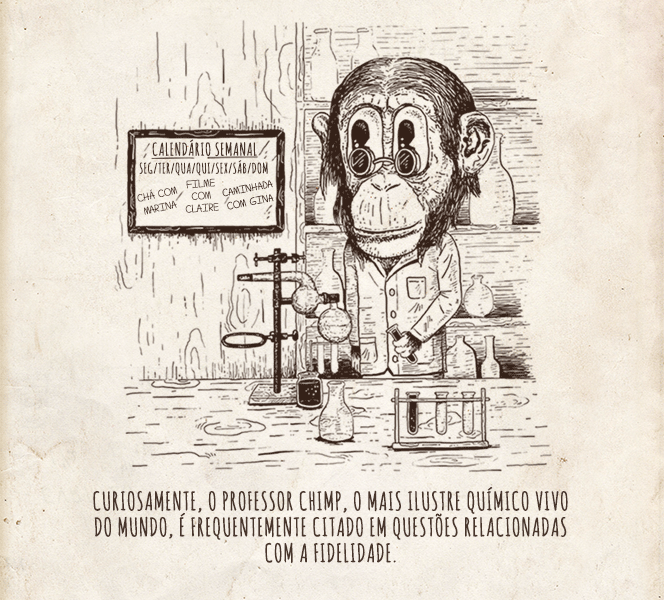 CALENDÁRIO SEMANAL
SEG/TER/QUA/QUI/SEX/SÁB/DOM
CHÁ COM MARINA
FILME COM CLAIRE
CAMINHADA COM GINA
CURIOSAMENTE, O PROFESSOR CHIMP, O MAIS ILUSTRE QUÍMICO VIVO
DO MUNDO, É FREQUENTEMENTE CITADO EM QUESTÕES RELACIONADAS
COM A FIDELIDADE.